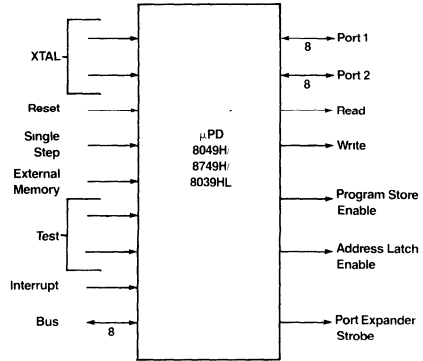 XTAL
Reset
Single
Step
External
Memory
Test
Interrupt
Bus
8
μPD
8049H/
8749H/
8039HL
8
Port 1
8
Port 2
Read
Write
Program Store
Enable
Address Latch
Enable
Port Expander
Strobe